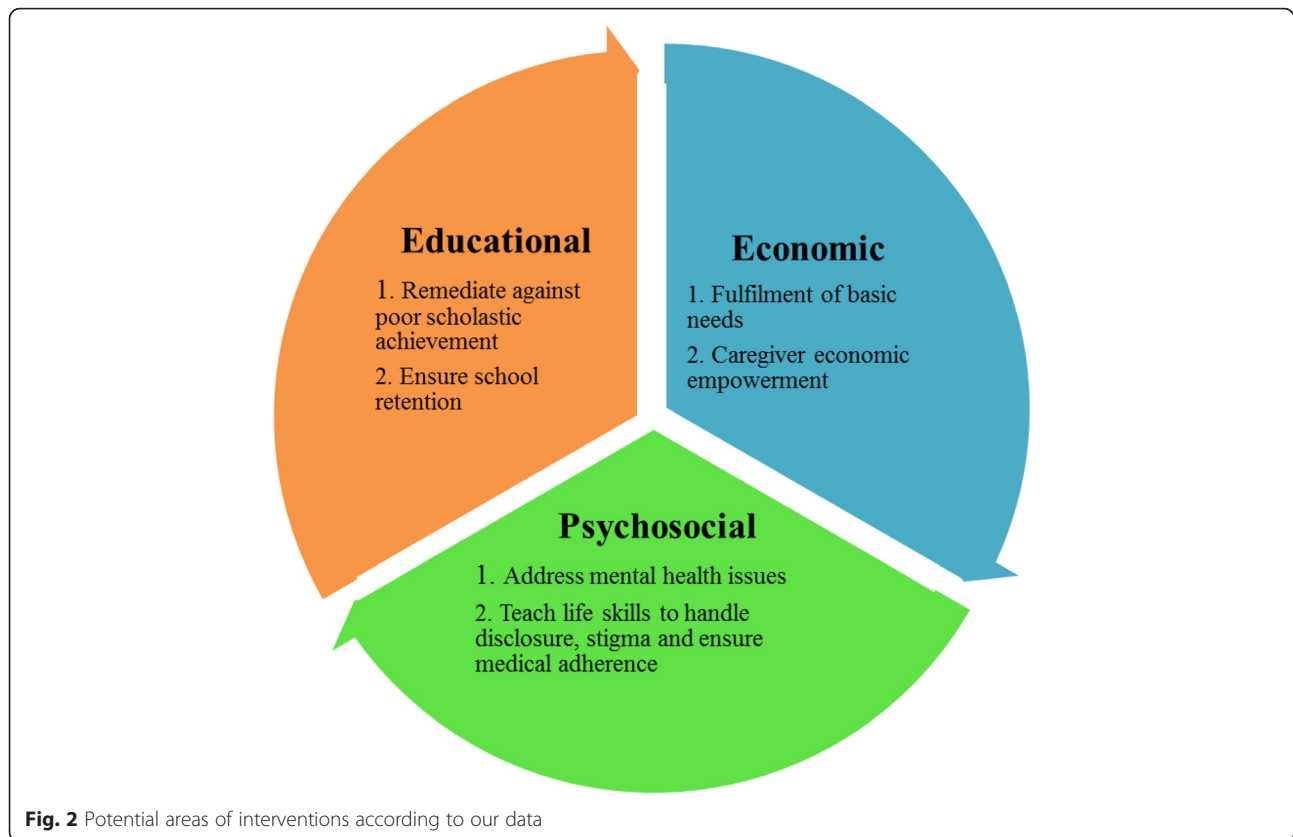 Educational
1. Remediate against
poor scholastic
achievement
2. Ensure school
retention
Economic
1. Fulfilment of basic
needs
2. Caregiver economic
empowerment
Psychosocial
1. Address mental health issues
2. Teach life skills to handle
disclosure, stigma and ensure
medical adherence
Fig. 2 Potential areas of interventions according to our data